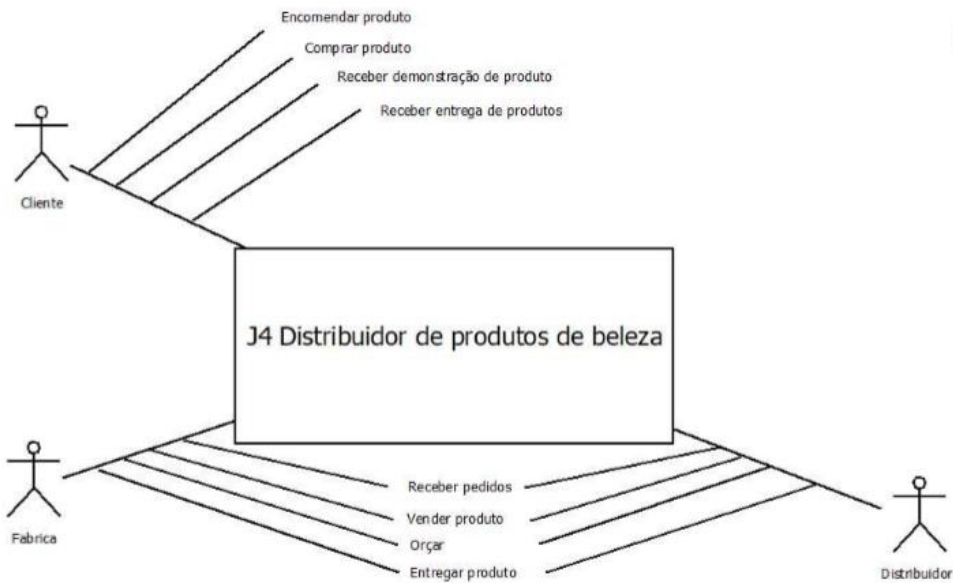 Encomendar produto
Comprar produto
Receber demonstração de produto
Receber entrega de produtos
Cliente
J4 Distribuidor de produtos de beleza
Receber pedidos
Vender produto
Orçar
Entregar produto
Fabrica
Distribuidor